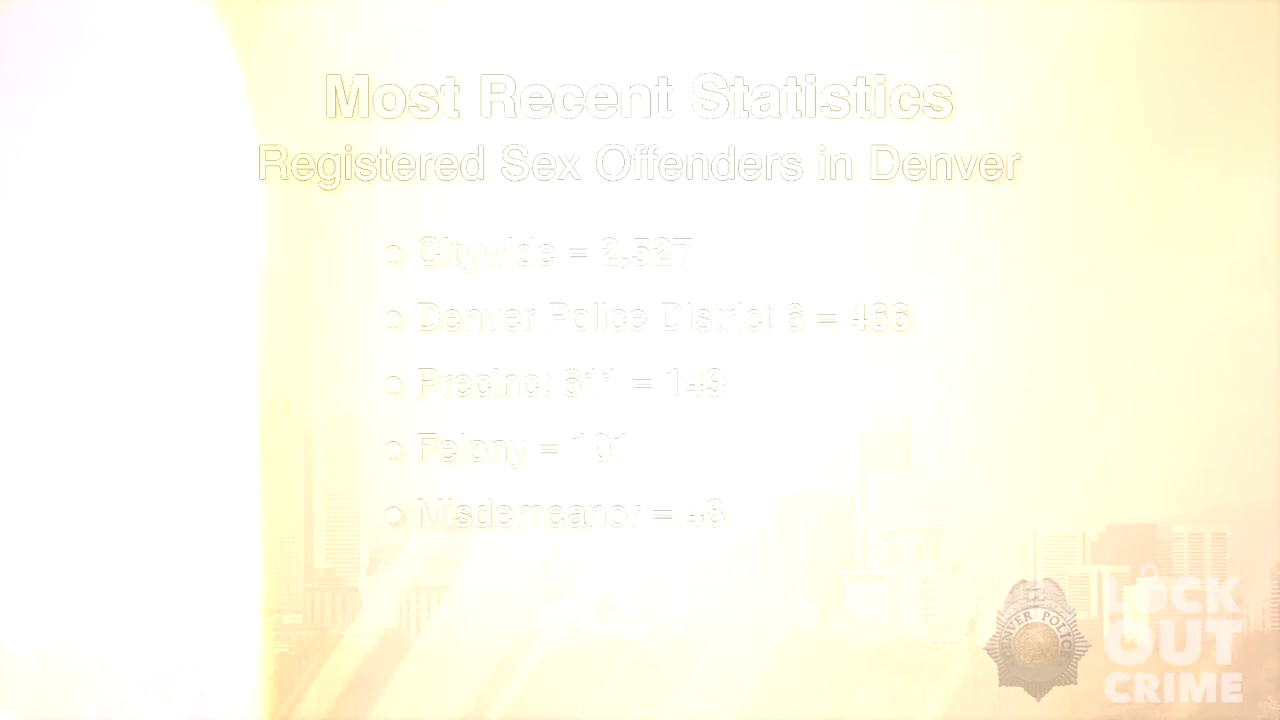 Most Recent Statistics
Registered Sex Offenders in Denver
Citywide = 2,527
Denver Police District 6 = 466
Precinct 611 = 149
Felony = 101
Misdemeanor = 48
DENVER POLICE
LOCK
OUT
CRIME